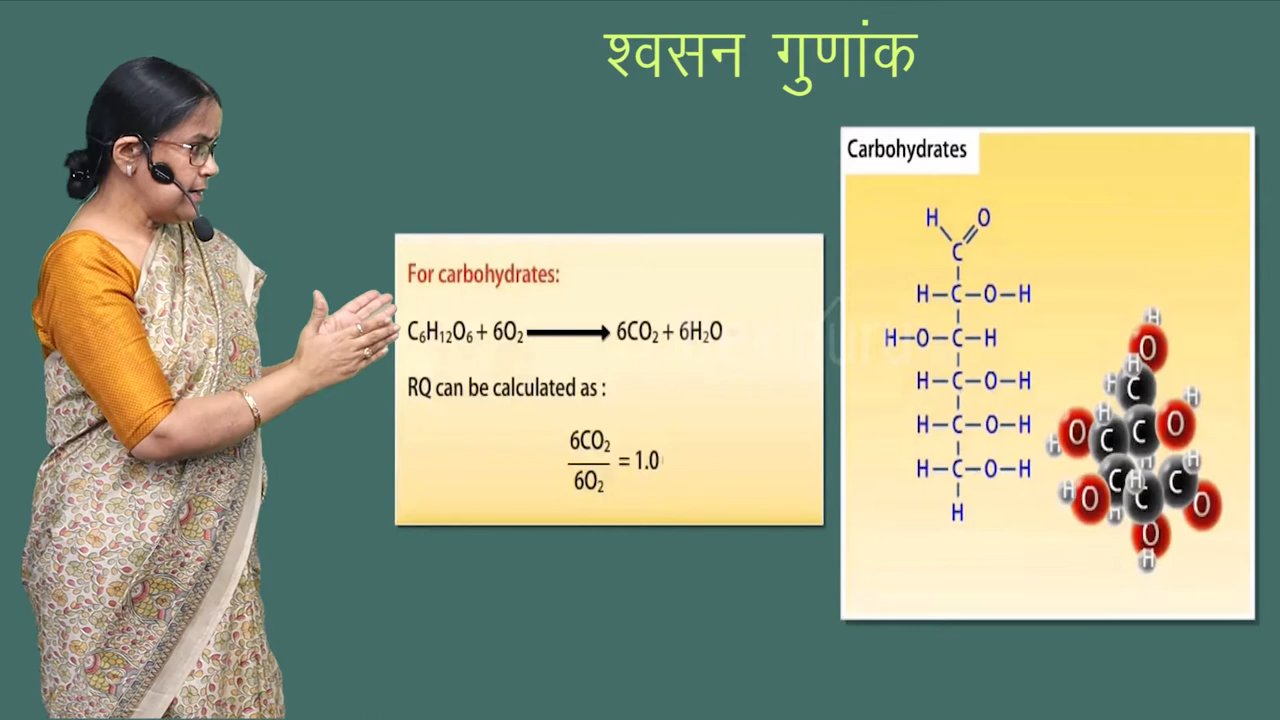 श्वसन गुणांक
Carbohydrates
For carbohydrates:
C₆H₁₂O₆ + 6O₂ ⟶ 6CO₂ + 6H₂O
RQ can be calculated as :
6CO₂
6O₂
= 1.0
H O
C
H–C–O–H
H–O–C–H
H–C–O–H
H–C–O–H
H–C–O–H
H
H
O
H
H C
H
H
O C C O
H
H H
H C H C
O C O
H
O
H